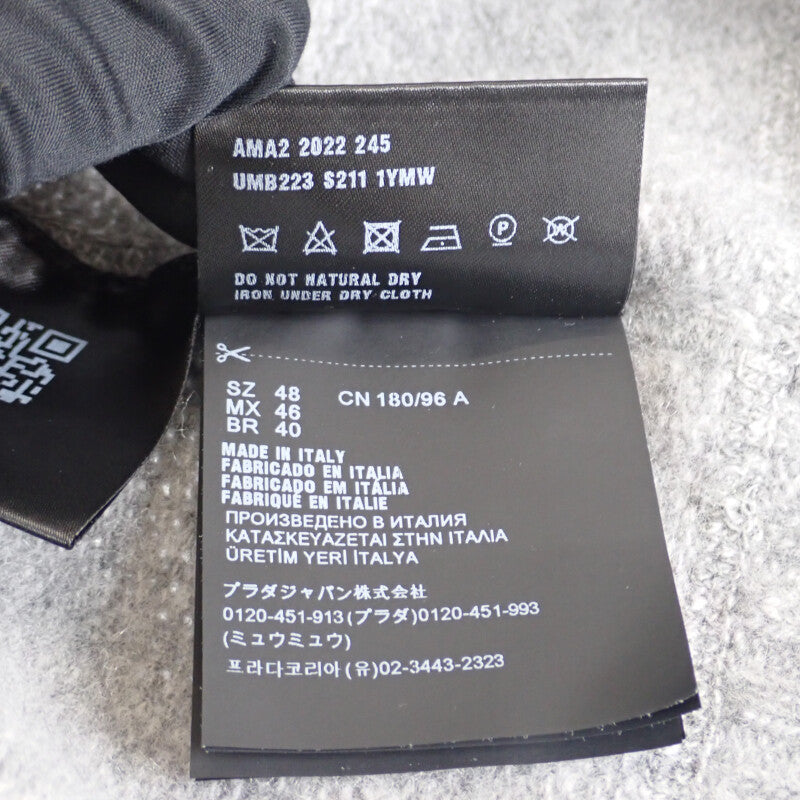 AMA2 2022 245
UMB223 S211 1YMW
P W
DO NOT NATURAL DRY
IRON UNDER DRY CLOTH
SZ 48 CN 180/96 A
MX 46
BR 40
MADE IN ITALY
FABRICADO EN ITALIA
FABRICADO EM ITÁLIA
FABRIQUÉ EN ITALIE
ПРОИЗВЕДЕНО В ИТАЛИЯ
ΚΑΤΑΣΚΕΥΑΖΕΤΑΙ ΣΤΗΝ ΙΤΑΛΙΑ
ÜRETİM YERİ İTALYA
プラダジャパン株式会社
0120-451-913(プラダ)0120-451-993
(ミュウミュウ)
프라다코리아(유)02-3443-2323